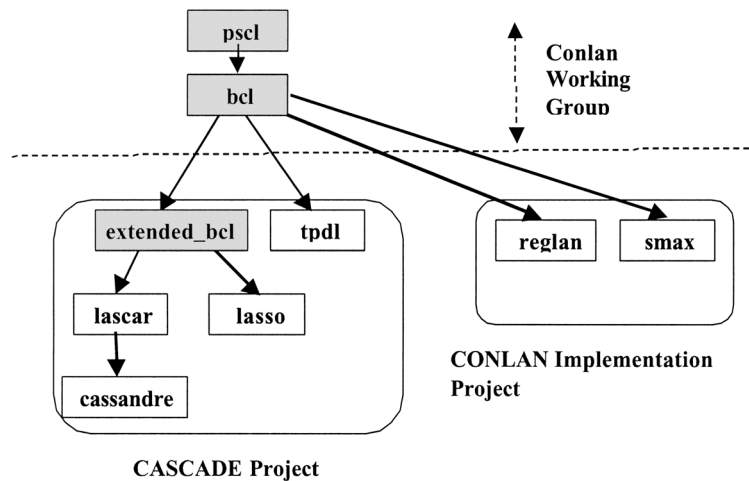 pscl
Conlan
Working
Group
bcl
extended_bcl
tpdl
reglan
smax
lascar
lasso
cassandre
CONLAN Implementation
Project
CASCADE Project